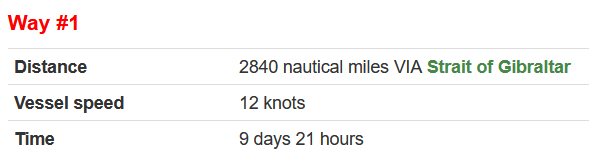 Way #1
Distance 2840 nautical miles VIA Strait of Gibraltar
Vessel speed 12 knots
Time 9 days 21 hours